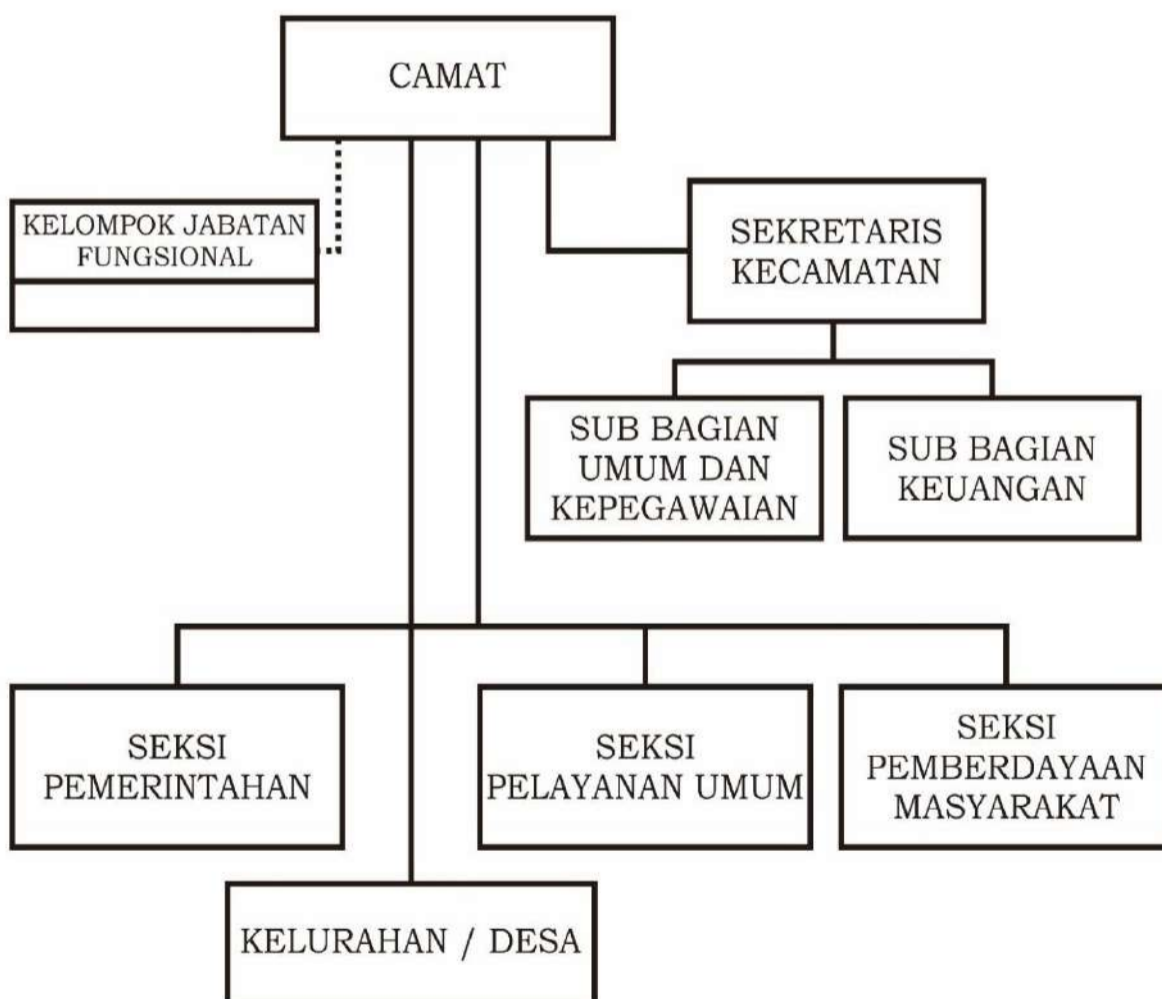 CAMAT
KELOMPOK JABATAN
FUNGSIONAL
SEKRETARIS
KECAMATAN
SUB BAGIAN
UMUM DAN
KEPEGAWAIAN
SUB BAGIAN
KEUANGAN
SEKSI
PEMERINTAHAN
SEKSI
PELAYANAN UMUM
SEKSI
PEMBERDAYAAN
MASYARAKAT
KELURAHAN / DESA